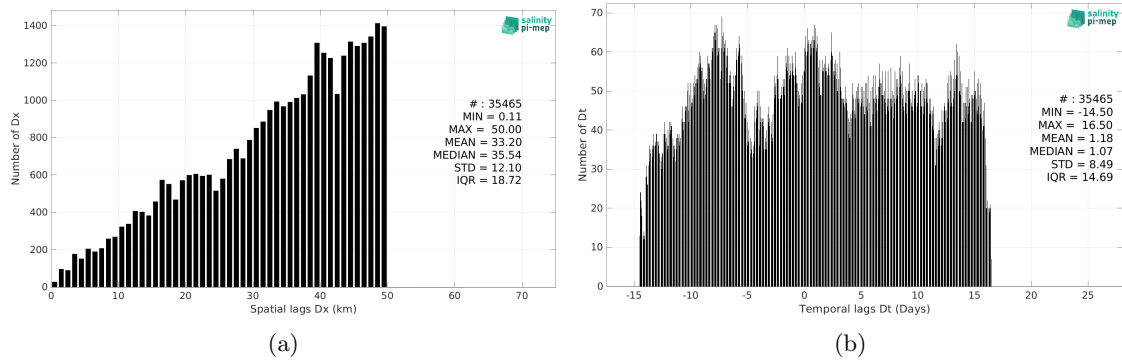 1400
1200
1000
800
600
400
200
0
Number of Dx
salinity
pi-mep
# : 35465
MIN = 0.11
MAX = 50.00
MEAN = 33.20
MEDIAN = 35.54
STD = 12.10
IQR = 18.72
0 10 20 30 40 50 60 70
Spatial lags Dx (km)
(a)
70
60
50
40
30
20
10
0
Number of Dt
salinity
pi-mep
# : 35465
MIN = -14.50
MAX = 16.50
MEAN = 1.18
MEDIAN = 1.07
STD = 8.49
IQR = 14.69
-15 -10 -5 0 5 10 15 20 25
Temporal lags Dt (Days)
(b)